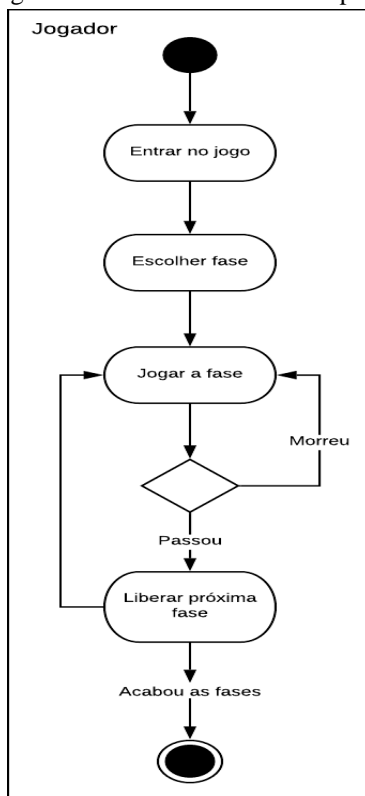 Jogador
Entrar no jogo
Escolher fase
Jogar a fase
Morreu
Passou
Liberar próxima
fase
Acabou as fases